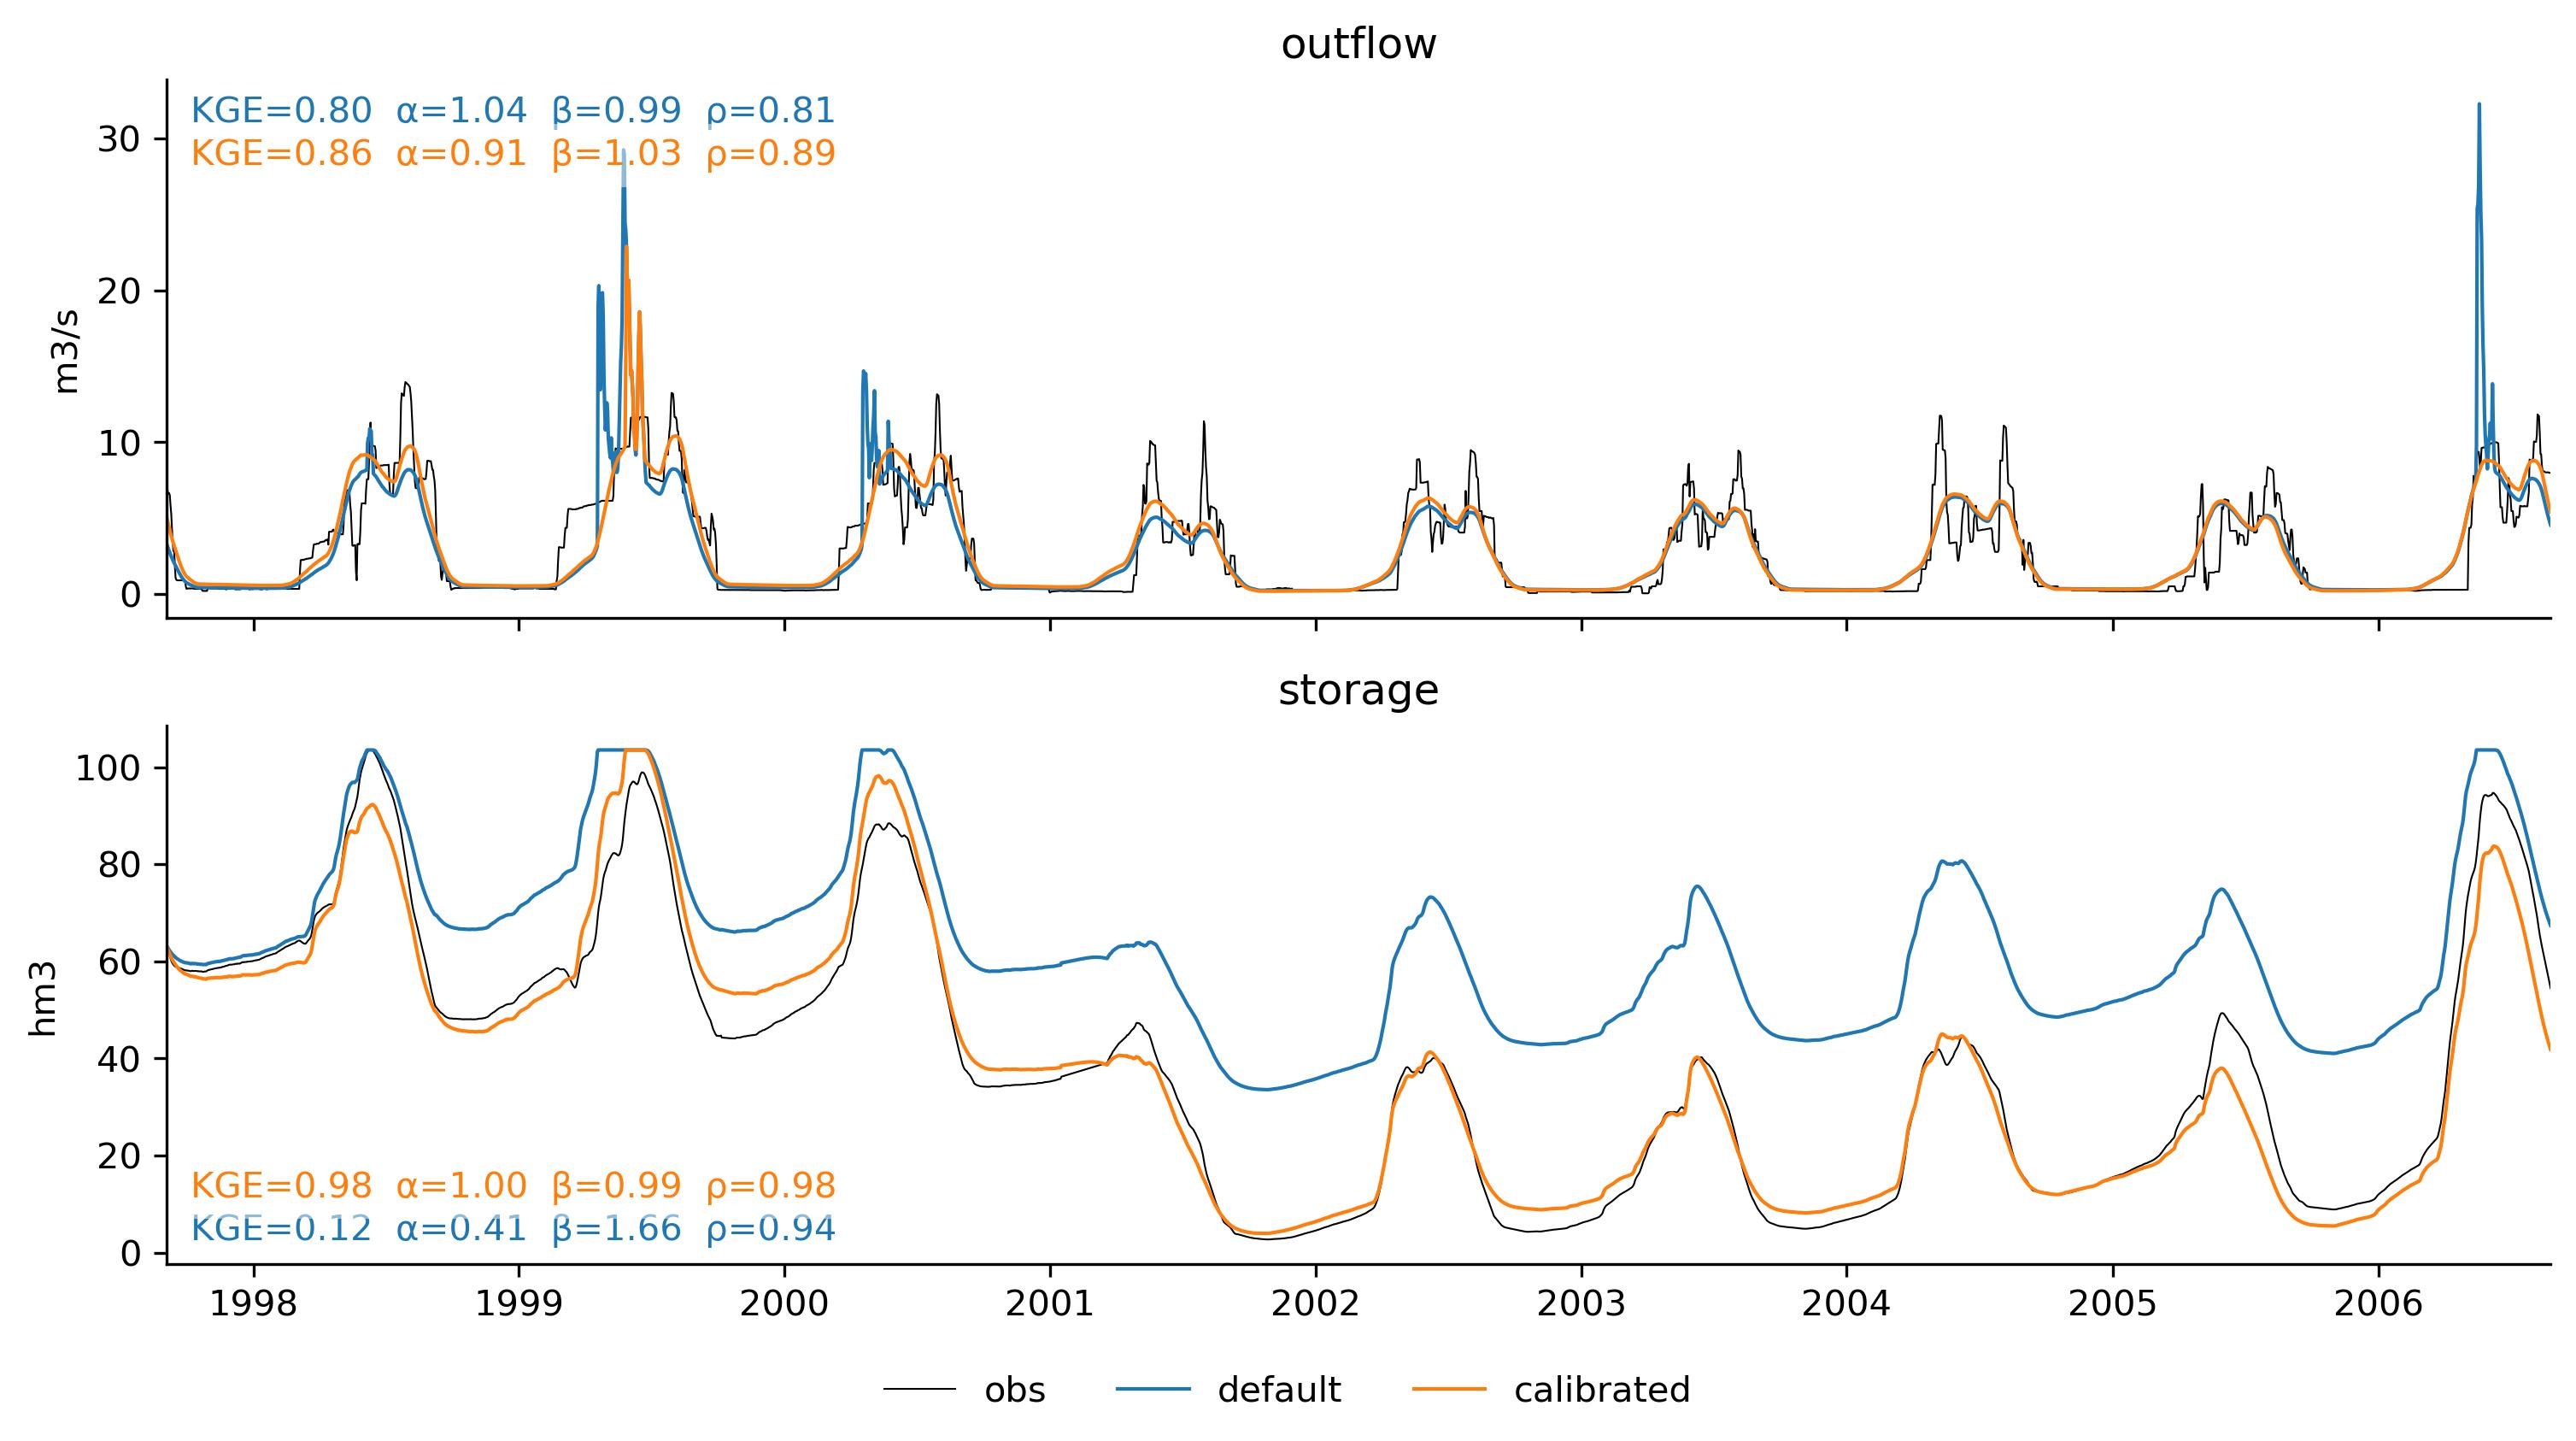 outflow
KGE=0.80 α=1.04 β=0.99 ρ=0.81
KGE=0.86 α=0.91 β=1.03 ρ=0.89
30
20
10
0
m3/s
storage
100
80
60
40
20
0
hm3
KGE=0.98 α=1.00 β=0.99 ρ=0.98
KGE=0.12 α=0.41 β=1.66 ρ=0.94
1998 1999 2000 2001 2002 2003 2004 2005 2006
obs default calibrated